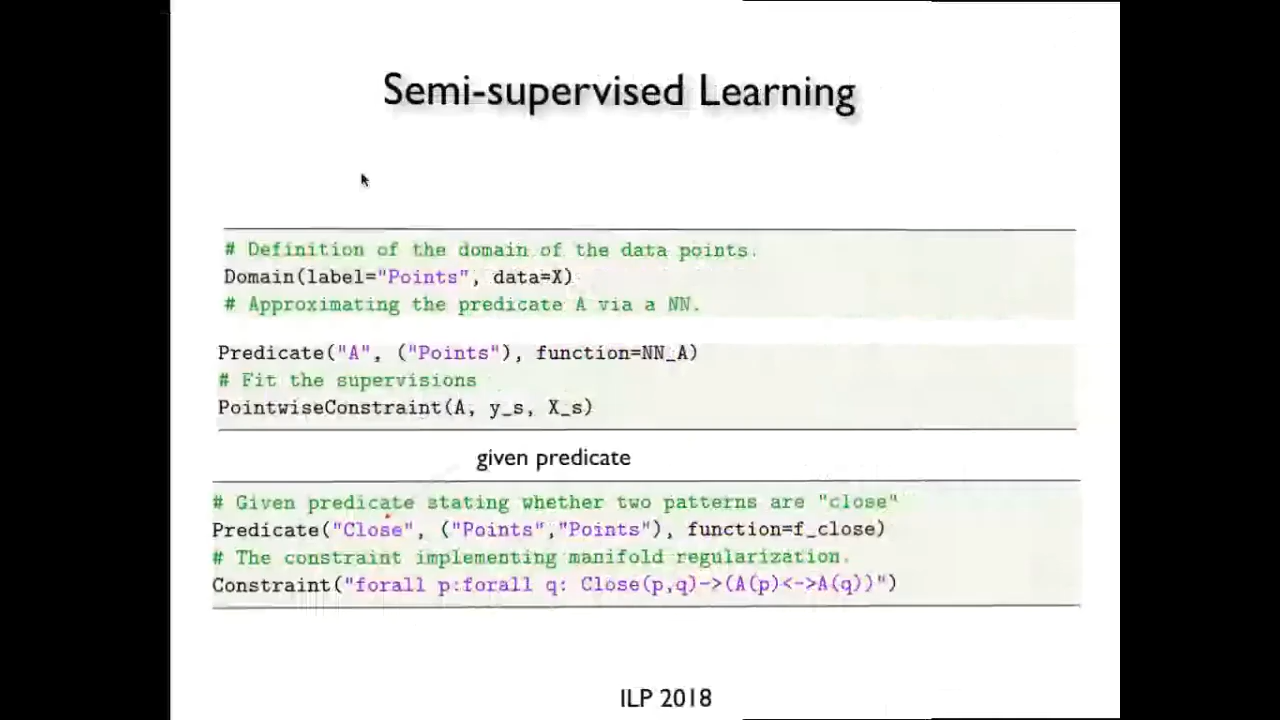 Semi-supervised Learning
# Definition of the domain of the data points.
Domain(label="Points", data=X)
# Approximating the predicate A via a NN.
Predicate("A", ("Points"), function=NN_A)
# Fit the supervisions
PointwiseConstraint(A, y_s, X_s)
given predicate
# Given predicate stating whether two patterns are "close"
Predicate("Close", ("Points","Points"), function=f_close)
# The constraint implementing manifold regularization.
Constraint("forall p:forall q: Close(p,q)->(A(p)<->A(q))")
ILP 2018